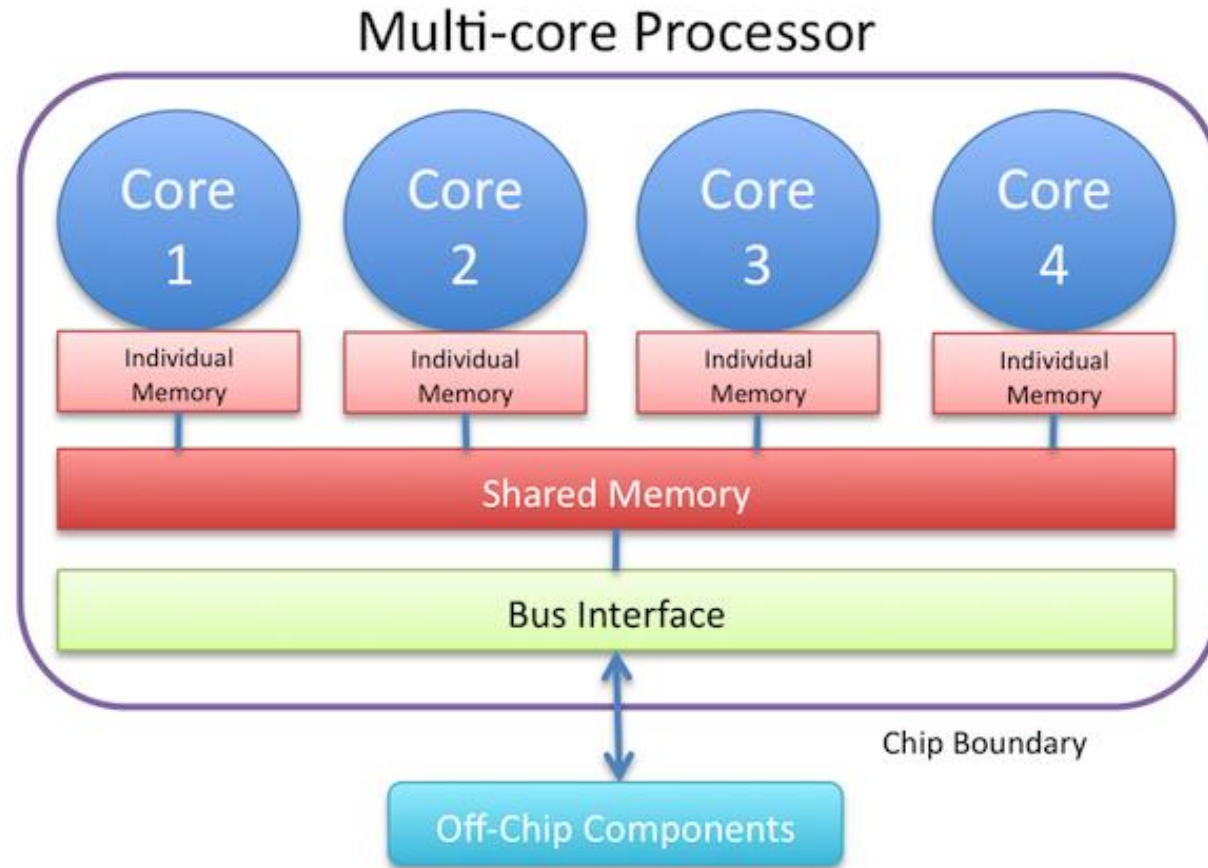 Multi-core Processor
Core
1
Core
2
Core
3
Core
4
Individual
Memory
Individual
Memory
Individual
Memory
Individual
Memory
Shared Memory
Bus Interface
Chip Boundary
Off-Chip Components